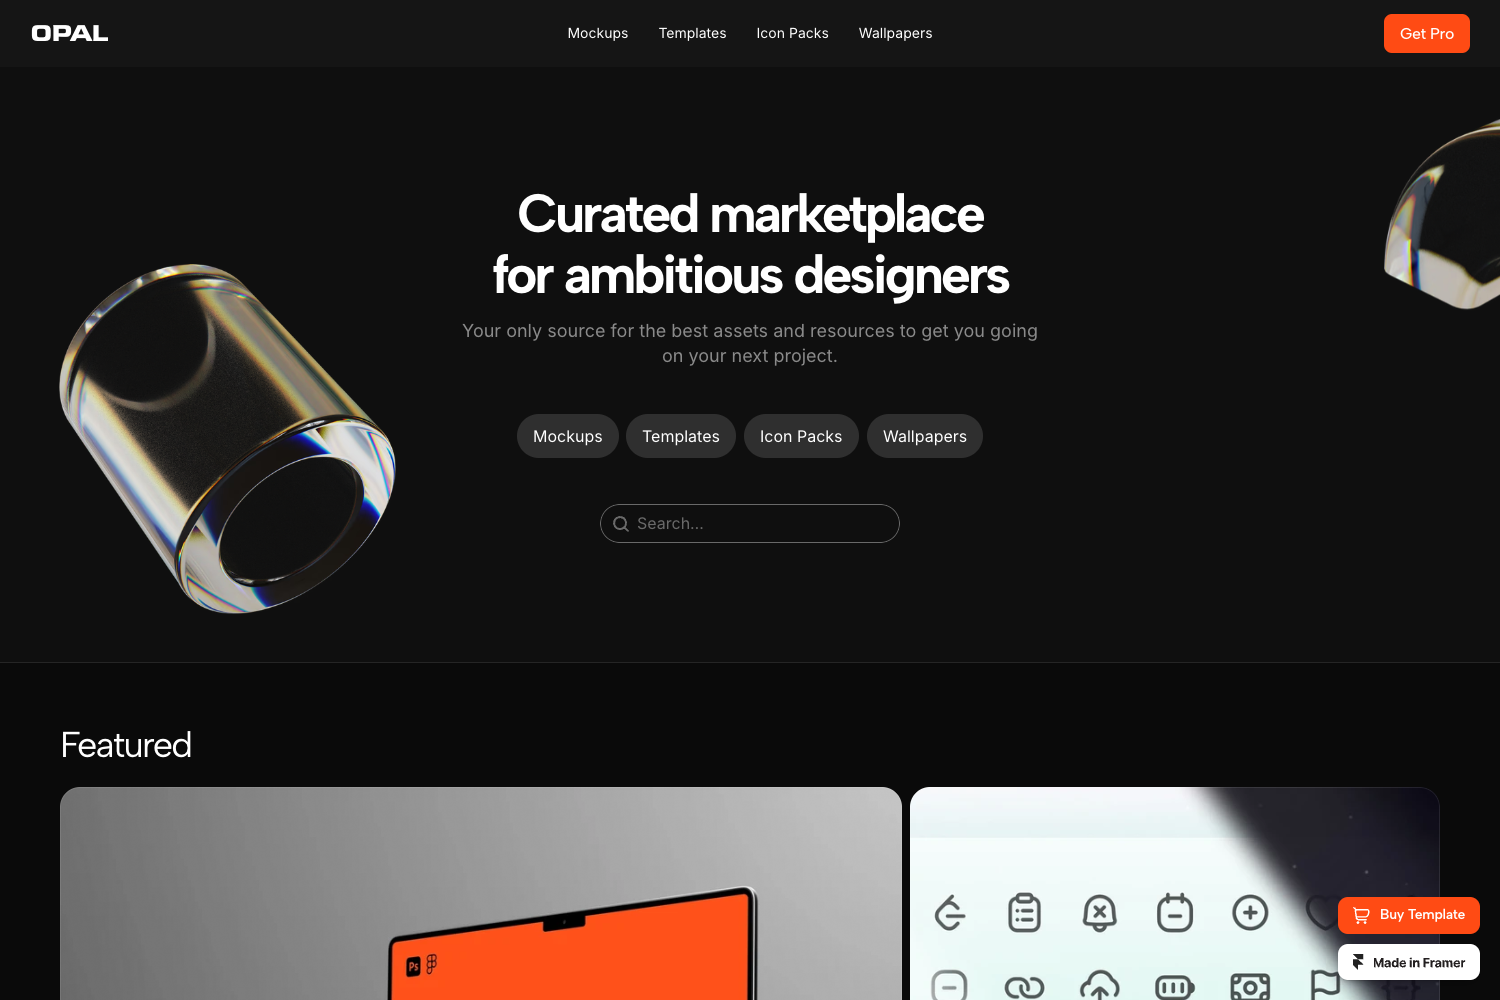 OPAL
Mockups Templates Icon Packs Wallpapers
Get Pro
Curated marketplace
for ambitious designers
Your only source for the best assets and resources to get you going
on your next project.
Mockups Templates Icon Packs Wallpapers
Search...
Featured
Ps
Buy Template
Made in Framer